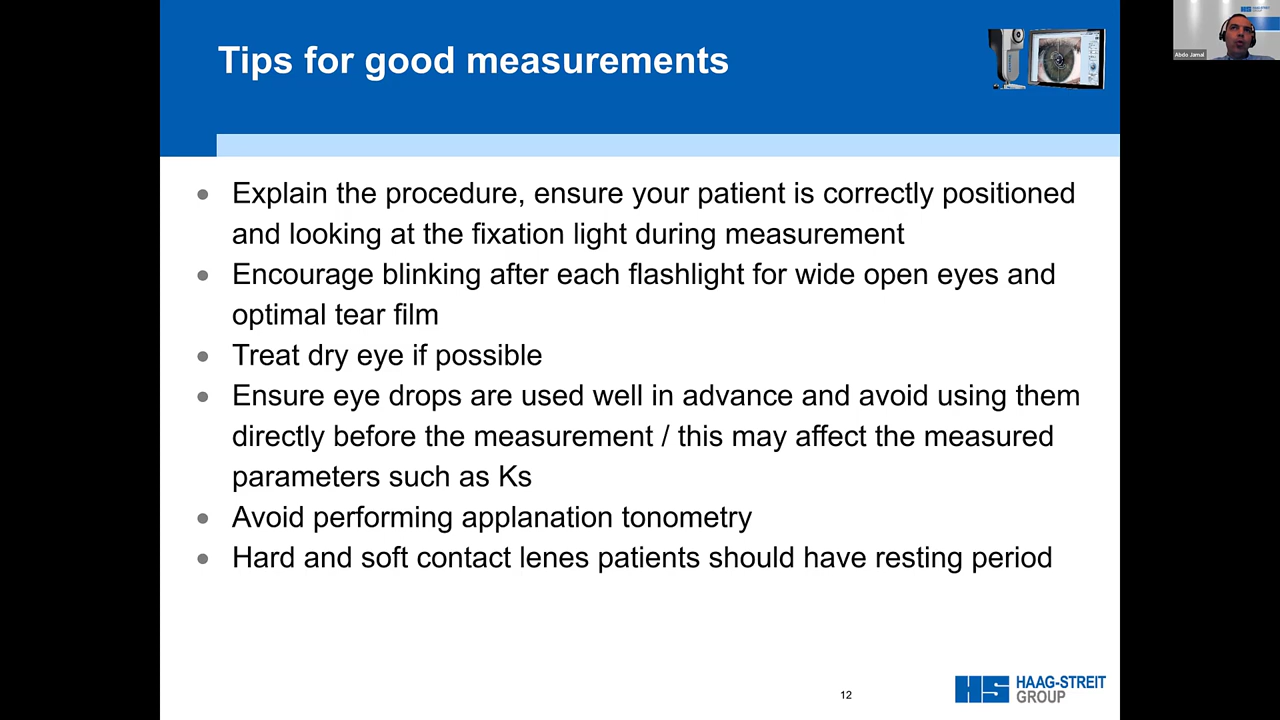 Tips for good measurements
HAAG-STREIT
Abdo Jamal
Explain the procedure, ensure your patient is correctly positioned
and looking at the fixation light during measurement
Encourage blinking after each flashlight for wide open eyes and
optimal tear film
Treat dry eye if possible
Ensure eye drops are used well in advance and avoid using them
directly before the measurement / this may affect the measured
parameters such as Ks
Avoid performing applanation tonometry
Hard and soft contact lenes patients should have resting period
12
HS HAAG-STREIT
GROUP